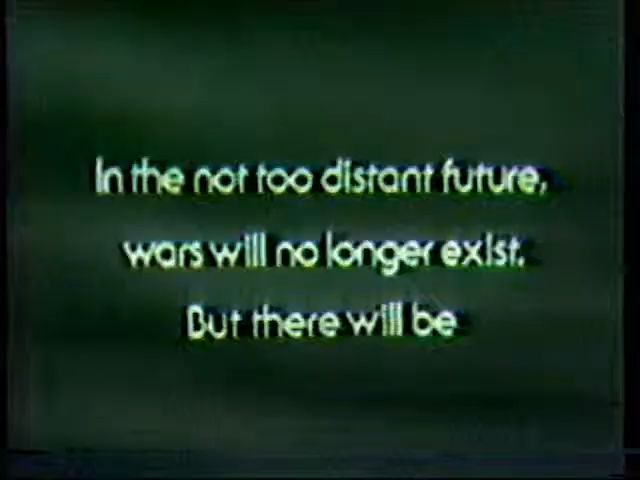 In the not too distant future,
wars will no longer exist.
But there will be